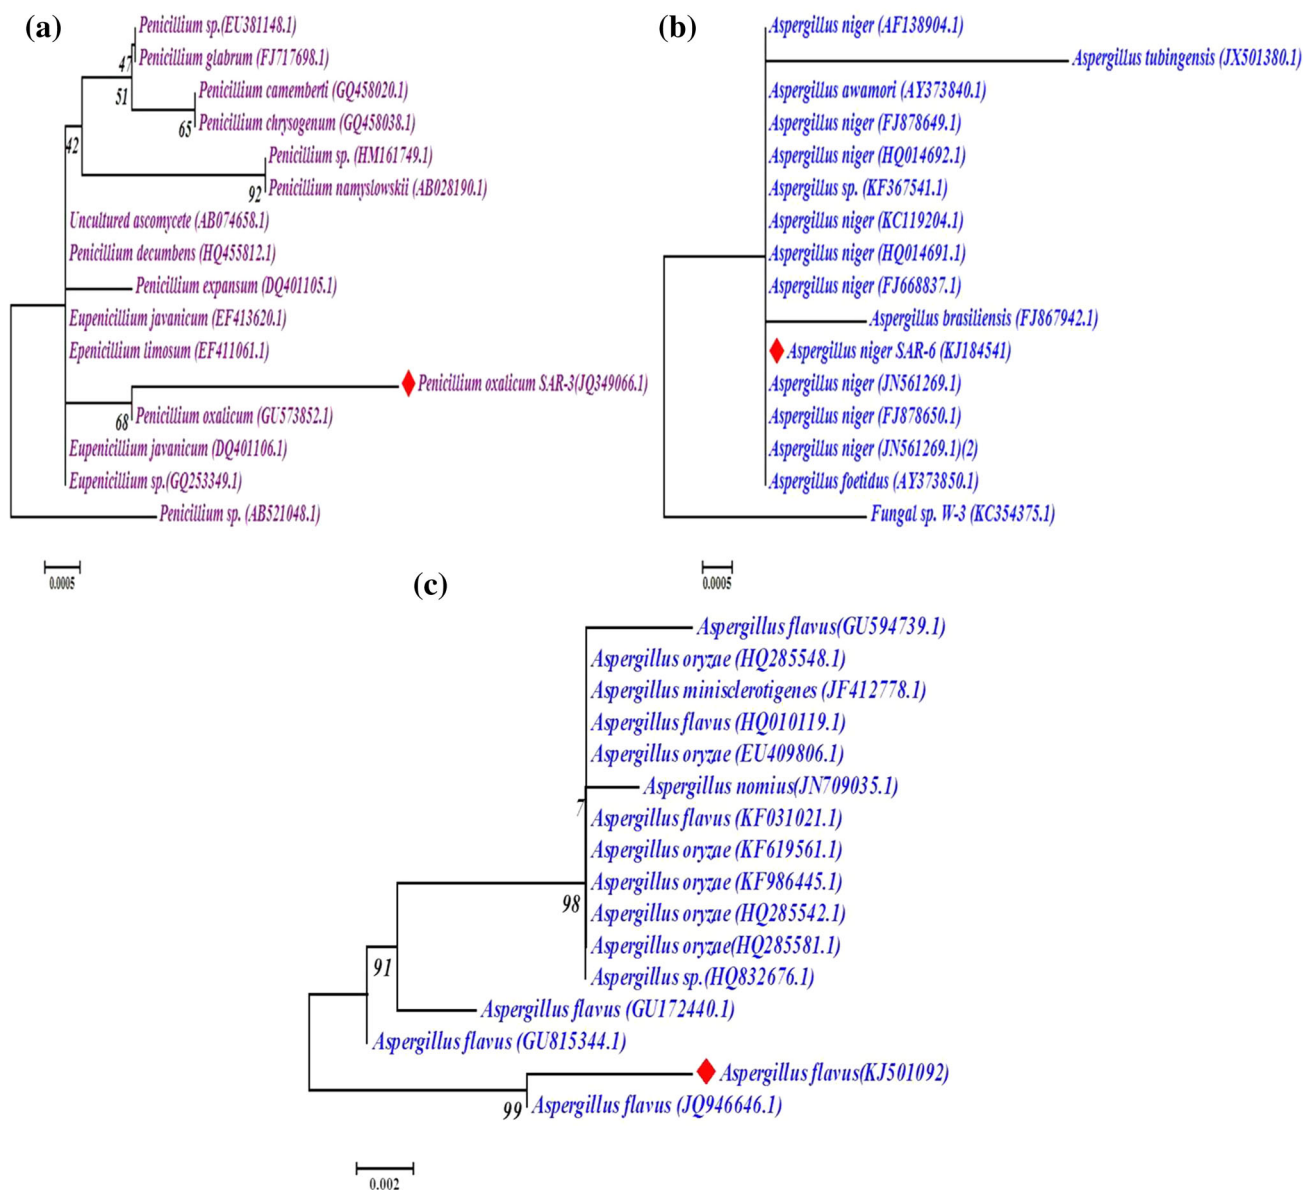 (a)
Penicillium sp.(EU381148.1)
Penicillium glabrum (FJ717698.1)
47
Penicillium camemberti (GQ458020.1)
51
Penicillium chrysogenum (GQ458038.1)
65
42
Penicillium sp. (HM161749.1)
Penicillium namyslowskii (AB028190.1)
92
Uncultured ascomycete (AB074658.1)
Penicillium decumbens (HQ455812.1)
Penicillium expansum (DQ401105.1)
Eupenicillium javanicum (EF413620.1)
Epenicillium limosum (EF411061.1)
Penicillium oxalicum SAR-3(JQ349066.1)
Penicillium oxalicum (GU573852.1)
68
Eupenicillium javanicum (DQ401106.1)
Eupenicillium sp.(GQ253349.1)
Penicillium sp. (AB521048.1)
0.0005
(b)
Aspergillus niger (AF138904.1)
Aspergillus tubingensis (JX501380.1)
Aspergillus awamori (AY373840.1)
Aspergillus niger (FJ878649.1)
Aspergillus niger (HQ014692.1)
Aspergillus sp. (KF367541.1)
Aspergillus niger (KC119204.1)
Aspergillus niger (HQ014691.1)
Aspergillus niger (FJ668837.1)
Aspergillus brasiliensis (FJ867942.1)
Aspergillus niger SAR-6 (KJ184541)
Aspergillus niger (JN561269.1)
Aspergillus niger (FJ878650.1)
Aspergillus niger (JN561269.1)(2)
Aspergillus foetidus (AY373850.1)
Fungal sp. W-3 (KC354375.1)
0.0005
(c)
Aspergillus flavus(GU594739.1)
Aspergillus oryzae (HQ285548.1)
Aspergillus minisclerotigenes (JF412778.1)
Aspergillus flavus (HQ010119.1)
Aspergillus oryzae (EU409806.1)
Aspergillus nomius(JN709035.1)
7
Aspergillus flavus (KF031021.1)
Aspergillus oryzae (KF619561.1)
Aspergillus oryzae (KF986445.1)
98
Aspergillus oryzae (HQ285542.1)
Aspergillus oryzae(HQ285581.1)
Aspergillus sp.(HQ832676.1)
91
Aspergillus flavus (GU172440.1)
Aspergillus flavus (GU815344.1)
Aspergillus flavus(KJ501092)
99
Aspergillus flavus (JQ946646.1)
0.002